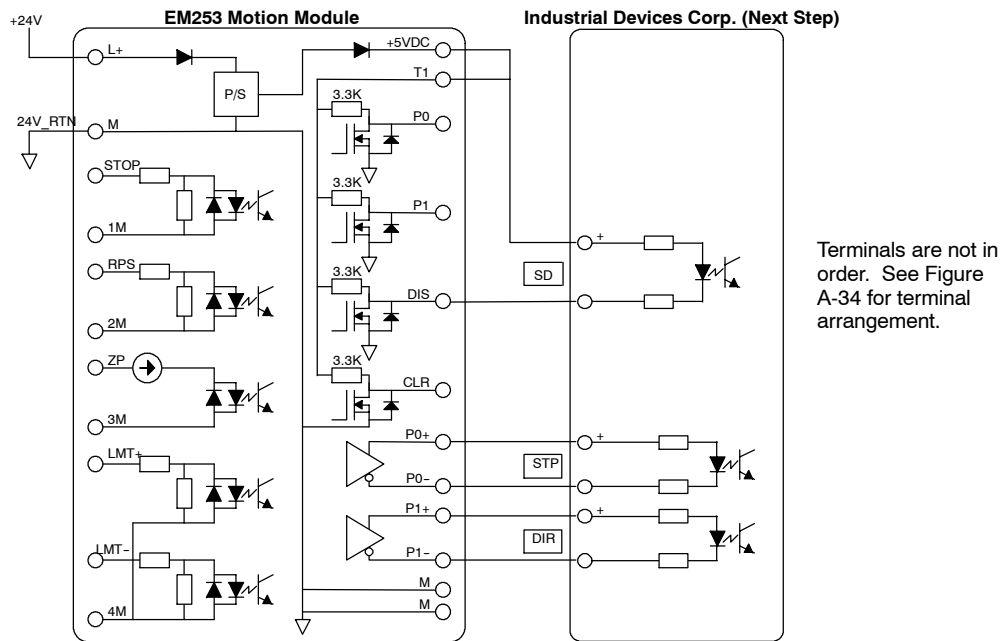 EM253 Motion Module
Industrial Devices Corp. (Next Step)
+24V
L+
+5VDC
T1
P/S
3.3K
P0
24V_RTN
M
STOP
3.3K
P1
1M
+
RPS
SD
3.3K
DIS
2M
ZP
3.3K
CLR
3M
P0+
+
LMT+
STP
P0−
P1+
+
DIR
LMT−
P1−
M
4M
M
Terminals are not in
order. See Figure
A-34 for terminal
arrangement.